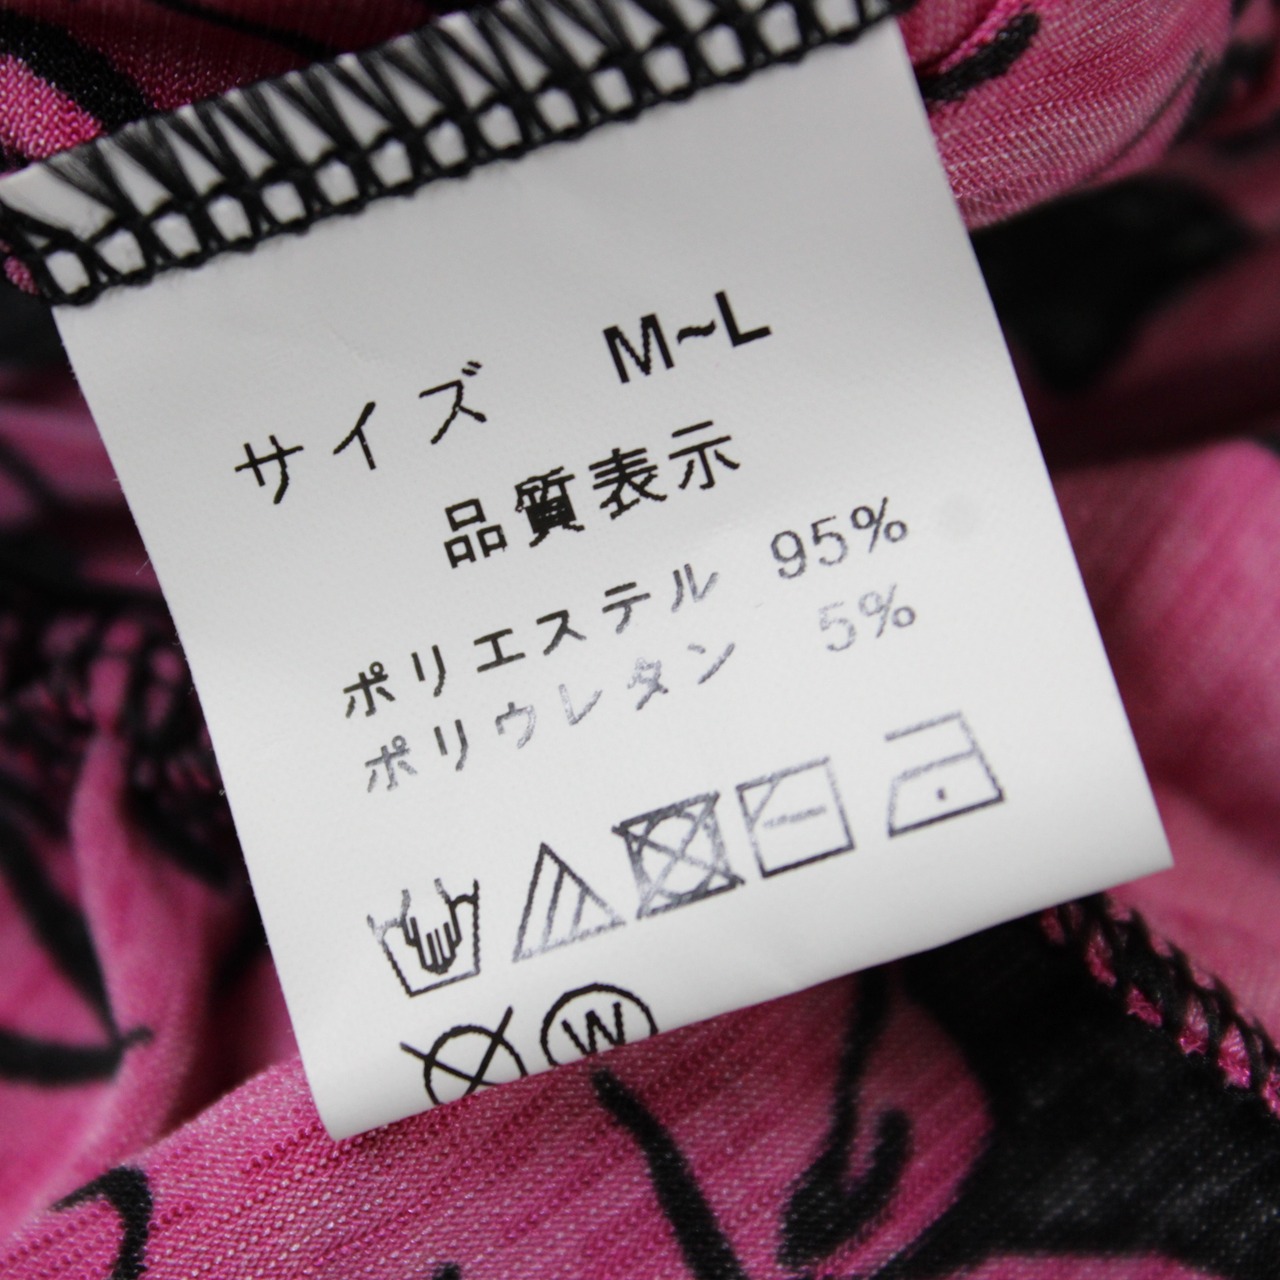 サイズ M~L
品質表示
ポリエステル 95%
ポリウレタン 5%
W